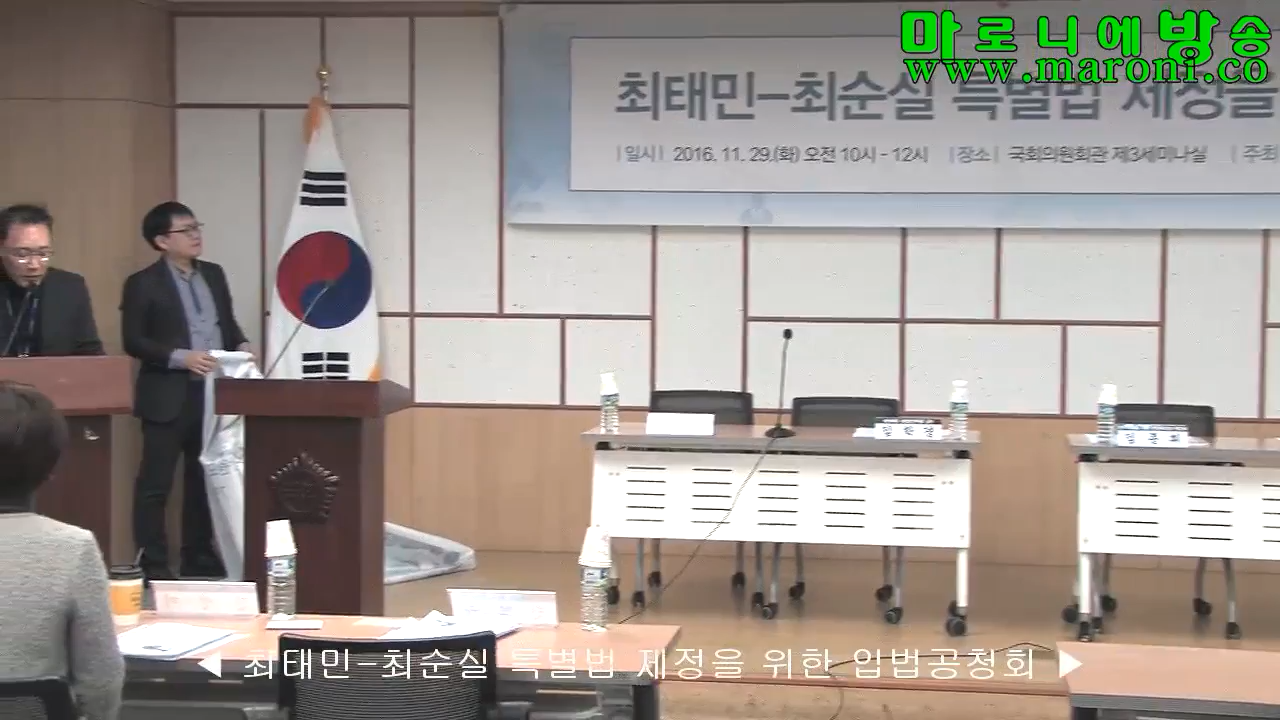 마로니에방송
www.maroni.co
최태민-최순실 특별법 제정을
|일시| 2016. 11. 29.(화) 오전 10시 - 12시 |장소| 국회의원회관 제3세미나실 | 주최
◀ 최태민-최순실 특별법 제정을 위한 입법공청회 ▶